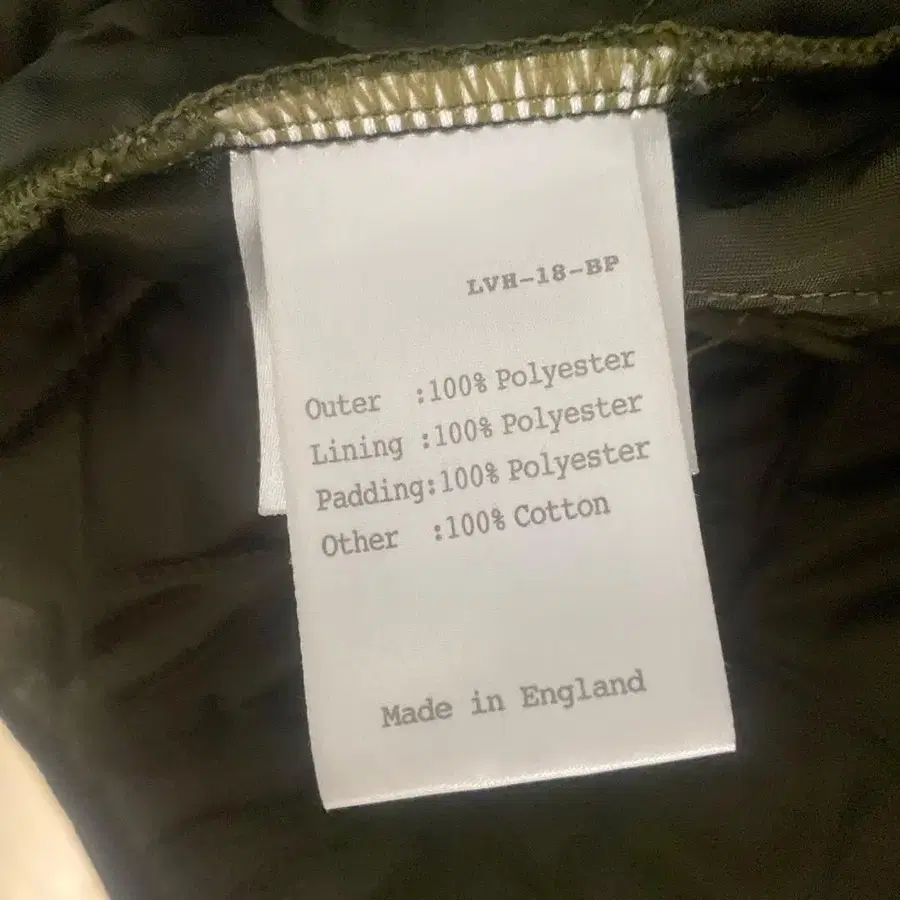 LVH-18-BP
Outer :100% Polyester
Lining :100% Polyester
Padding:100% Polyester
Other :100% Cotton
Made in England